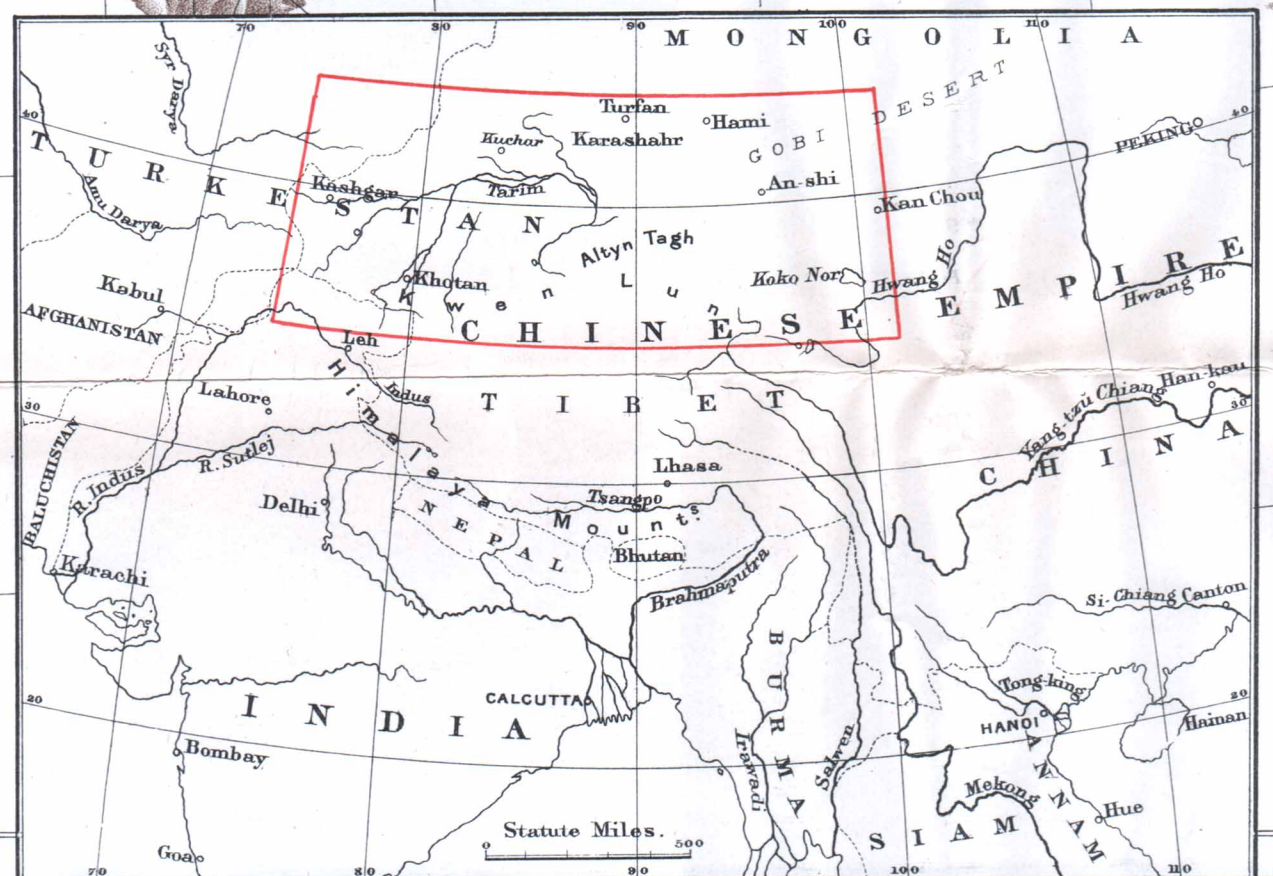 70
80
90
100
110
MONGOLIA
Syr Darya
40
TURKESTAN
Amu Darya
Kashgar
Kuchar
Tarim
Turfan
Karashahr
Hami
GOBI DESERT
An-shi
Kan Chou
PEKINGO
40
Altyn Tagh
Khotan
Kwen Lun
Koko Nor
Hwang Ho
Hwang Ho
CHINESE EMPIRE
Kabul
AFGHANISTAN
Leh
Indus
Himalaya Mounts.
Lahore
TIBET
30
R. Sutlej
R. Indus
BALUCHISTAN
Delhi
Lhasa
Tsangpo
NEPAL
Bhutan
Brahmaputra
Yang-tzŭ Chiang
Han-kau
30
CHINA
Karachi
Si-Chiang
Canton
BURMA
20
INDIA
CALCUTTA
Tong-king
HANOI
20
Hainan
Bombay
Irawadi
Salwen
ANNAM
Mekong
Hue
SIAM
Goa
Statute Miles.
0
500
70
80
90
100
110